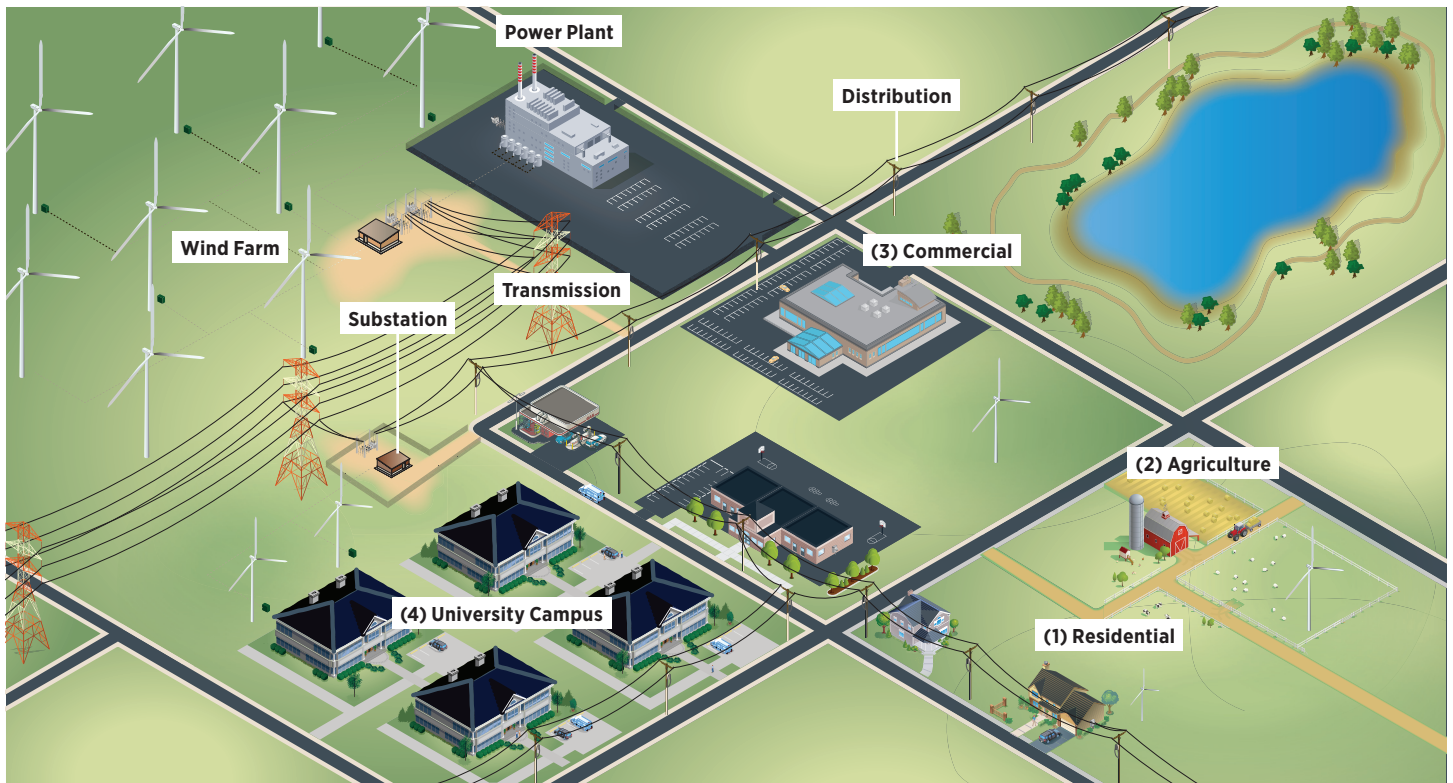 Power Plant
Distribution
(3) Commercial
Wind Farm
Transmission
Substation
(2) Agriculture
(4) University Campus
(1) Residential